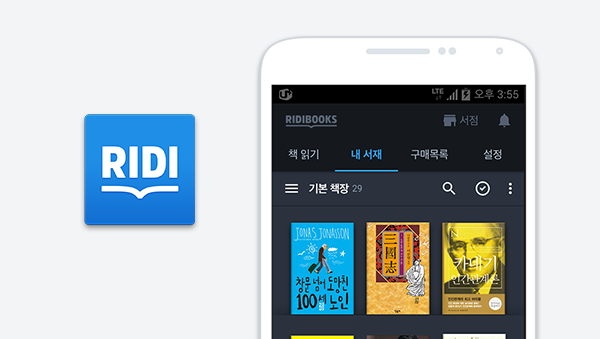 RIDI
LTE 오후 3:55
RIDIBOOKS 서점
책 읽기 내 서재 구매목록 설정
기본 책장 29
JONAS JONASSON
창문 넘어 도망친
100세 노인
三國志
카네기
인간관계론